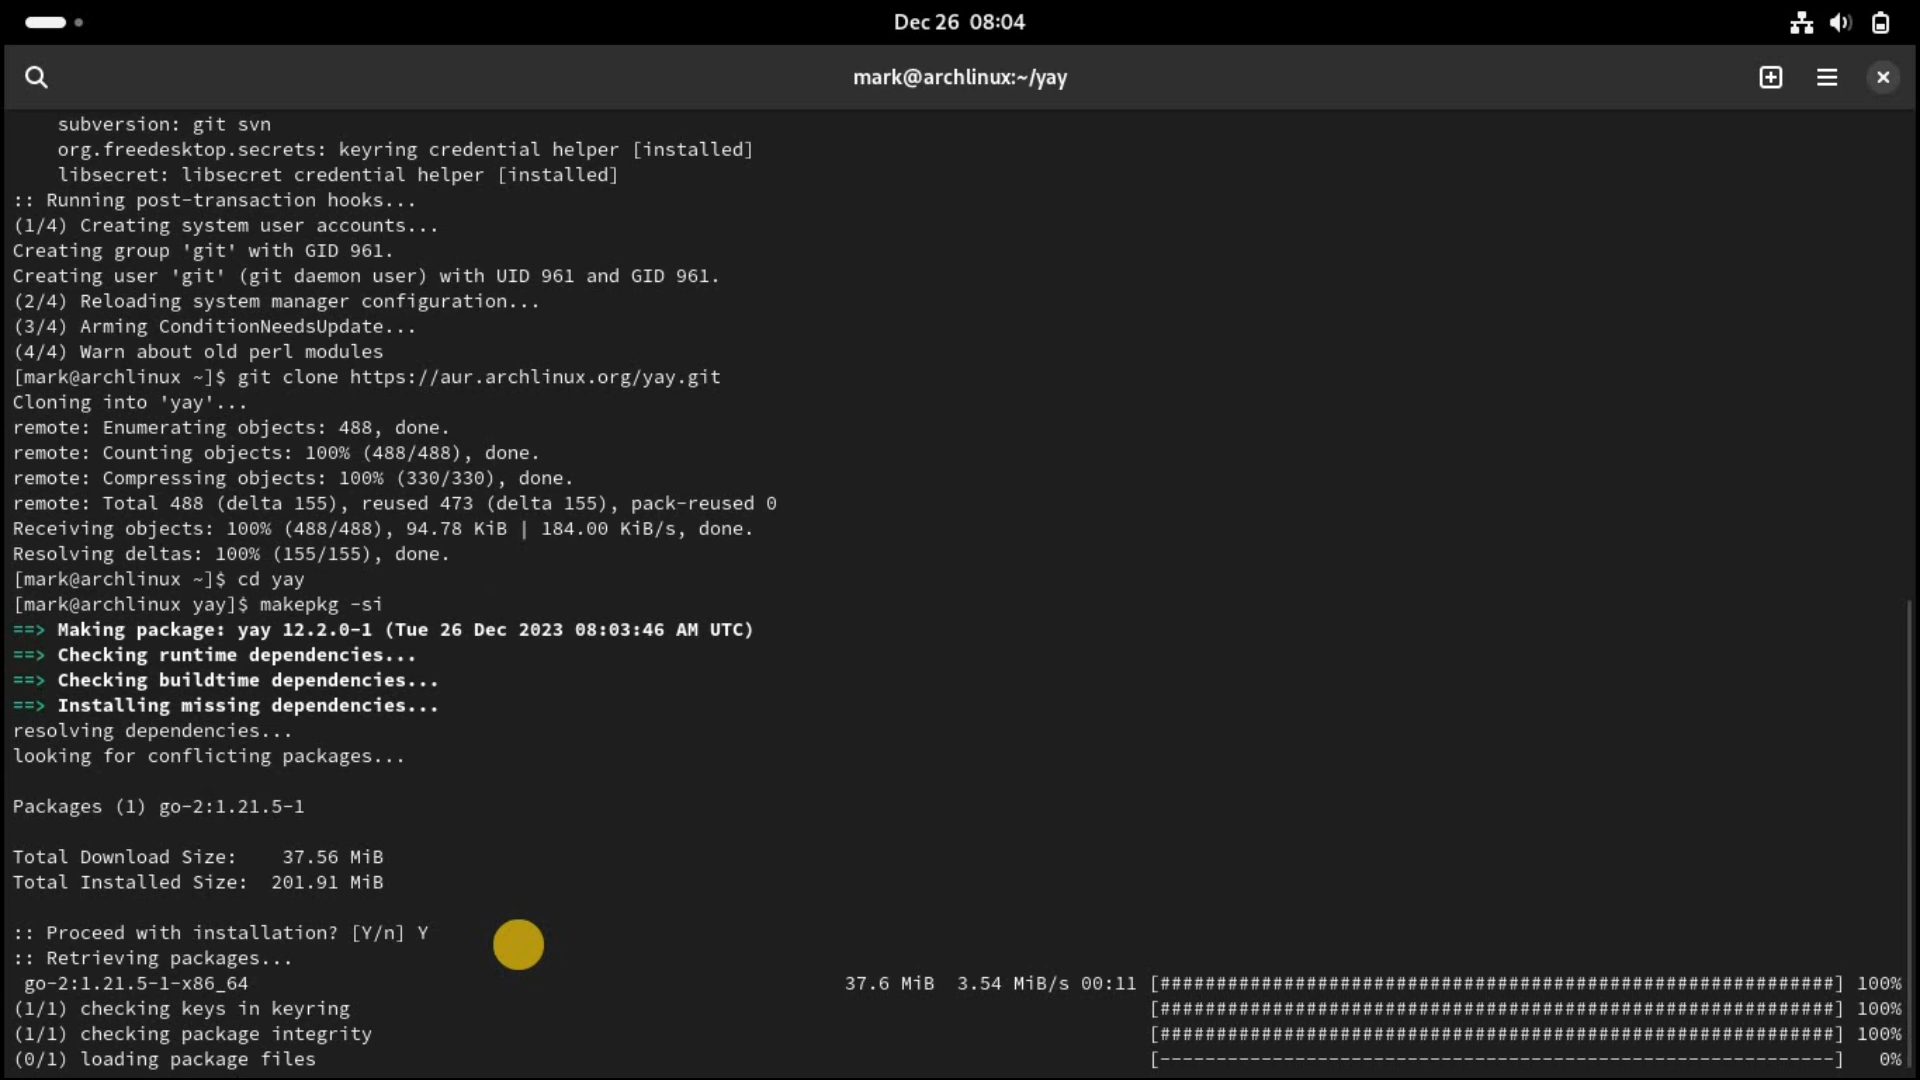 Dec 26 08:04
mark@archlinux:~/yay
subversion: git svn
org.freedesktop.secrets: keyring credential helper [installed]
libsecret: libsecret credential helper [installed]
:: Running post-transaction hooks...
(1/4) Creating system user accounts...
Creating group 'git' with GID 961.
Creating user 'git' (git daemon user) with UID 961 and GID 961.
(2/4) Reloading system manager configuration...
(3/4) Arming ConditionNeedsUpdate...
(4/4) Warn about old perl modules
[mark@archlinux ~]$ git clone https://aur.archlinux.org/yay.git
Cloning into 'yay'...
remote: Enumerating objects: 488, done.
remote: Counting objects: 100% (488/488), done.
remote: Compressing objects: 100% (330/330), done.
remote: Total 488 (delta 155), reused 473 (delta 155), pack-reused 0
Receiving objects: 100% (488/488), 94.78 KiB | 184.00 KiB/s, done.
Resolving deltas: 100% (155/155), done.
[mark@archlinux ~]$ cd yay
[mark@archlinux yay]$ makepkg -si
==> Making package: yay 12.2.0-1 (Tue 26 Dec 2023 08:03:46 AM UTC)
==> Checking runtime dependencies...
==> Checking buildtime dependencies...
==> Installing missing dependencies...
resolving dependencies...
looking for conflicting packages...
Packages (1) go-2:1.21.5-1
Total Download Size:    37.56 MiB
Total Installed Size:  201.91 MiB
:: Proceed with installation? [Y/n] Y
:: Retrieving packages...
go-2:1.21.5-1-x86_64 37.6 MiB  3.54 MiB/s 00:11 [############################################################] 100%
(1/1) checking keys in keyring [############################################################] 100%
(1/1) checking package integrity [############################################################] 100%
(0/1) loading package files [------------------------------------------------------------] 0%